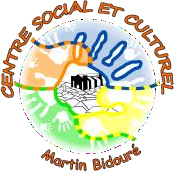 CENTRE SOCIAL ET CULTUREL
Martin Bidouré